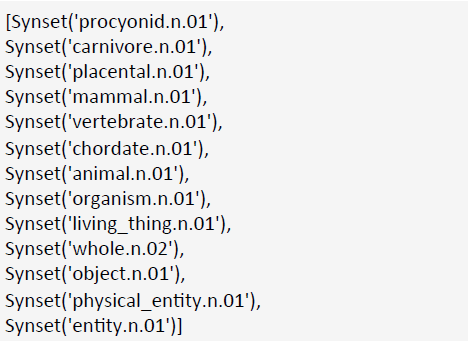 [Synset('procyonid.n.01'),
Synset('carnivore.n.01'),
Synset('placental.n.01'),
Synset('mammal.n.01'),
Synset('vertebrate.n.01'),
Synset('chordate.n.01'),
Synset('animal.n.01'),
Synset('organism.n.01'),
Synset('living_thing.n.01'),
Synset('whole.n.02'),
Synset('object.n.01'),
Synset('physical_entity.n.01'),
Synset('entity.n.01')]